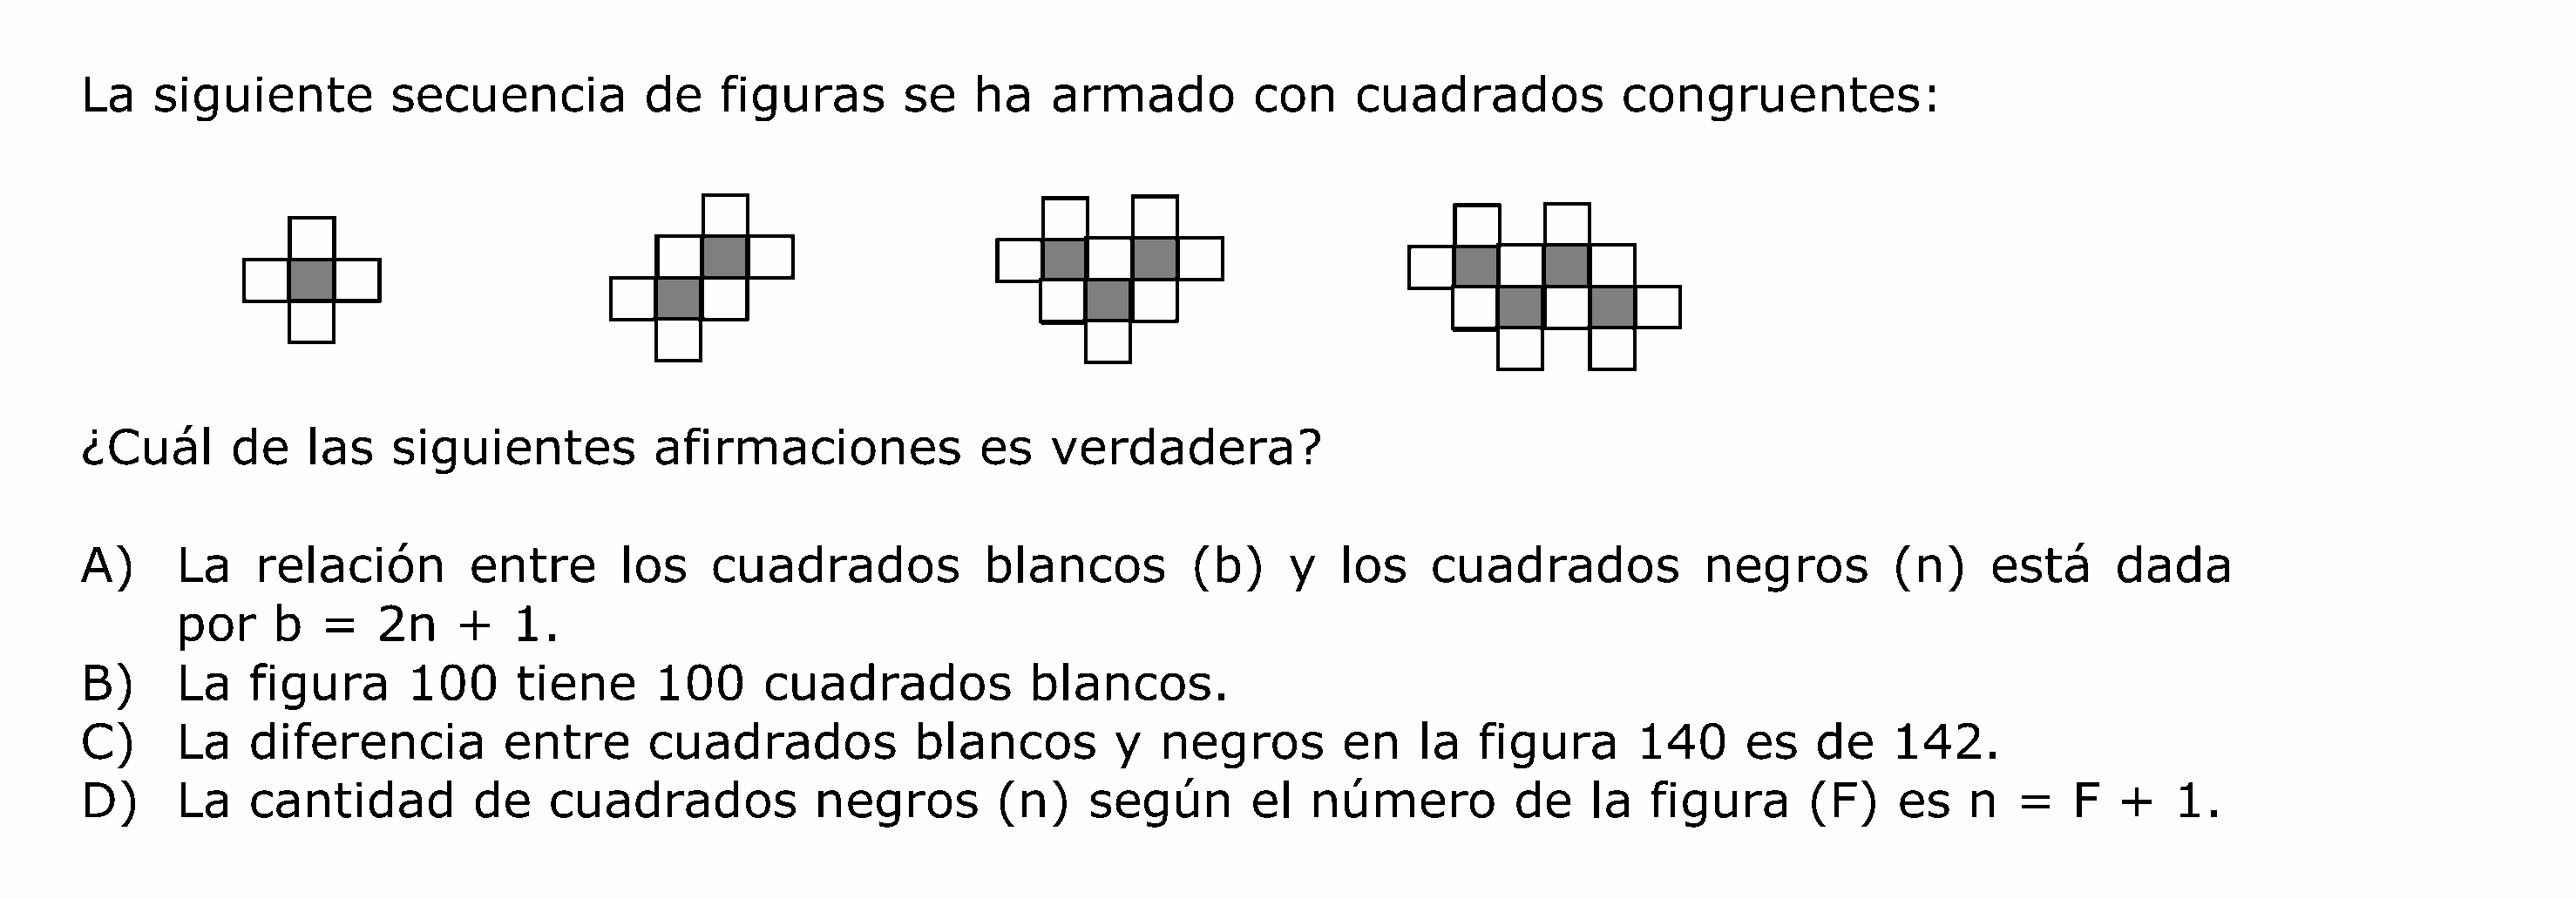 La siguiente secuencia de figuras se ha armado con cuadrados congruentes:
¿Cuál de las siguientes afirmaciones es verdadera?
A) La relación entre los cuadrados blancos (b) y los cuadrados negros (n) está dada
por b = 2n + 1.
B) La figura 100 tiene 100 cuadrados blancos.
C) La diferencia entre cuadrados blancos y negros en la figura 140 es de 142.
D) La cantidad de cuadrados negros (n) según el número de la figura (F) es n = F + 1.